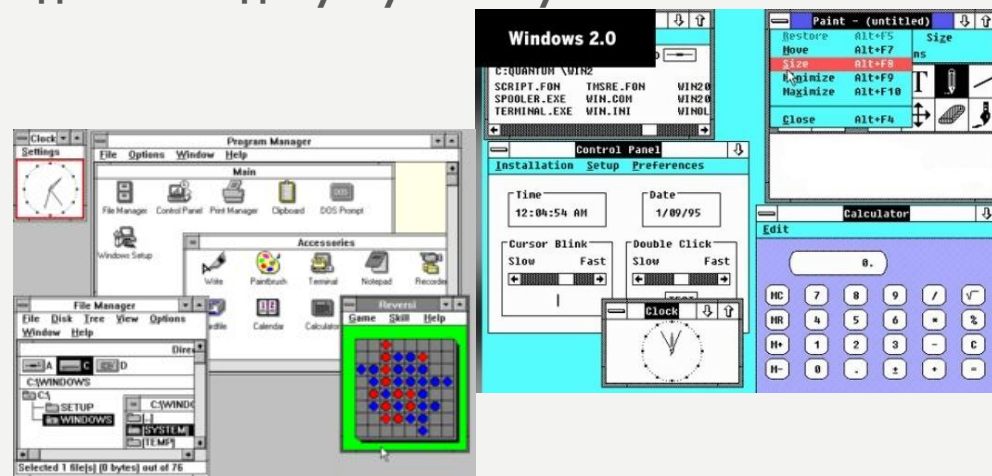 Clock
Settings
Program Manager
File Options Window Help
Main
File Manager Control Panel Print Manager Clipboard DOS Prompt
Windows Setup
Accessories
Write Paintbrush Terminal Notepad Recorder
Calendar Calculator
File Manager
File Disk Tree View Options
Window Help
A C D
C:\WINDOWS
C:\
SETUP
WINDOWS
[..]
[SYSTEM]
[TEMP]
Selected 1 file(s) (0 bytes) out of 76
Reversi
Game Skill Help
Windows 2.0
C:QUANTUM \WIN2
SCRIPT.FON TMSRE.FON WIN20
SPOOLER.EXE WIN.COM WIN20
TERMINAL.EXE WIN.INI WINOL
Paint - (untitled)
Restore Alt+F5
Move Alt+F7
Size Alt+F8
Minimize Alt+F9
Maximize Alt+F10
Close Alt+F4
Size
Control Panel
Installation Setup Preferences
Time
12:04:54 AM
Date
1/09/95
Cursor Blink
Slow Fast
Double Click
Slow Fast
Clock
Calculator
Edit
0.
MC 7 8 9 / √
MR 4 5 6 * %
M+ 1 2 3 - C
M- 0 . ± + =